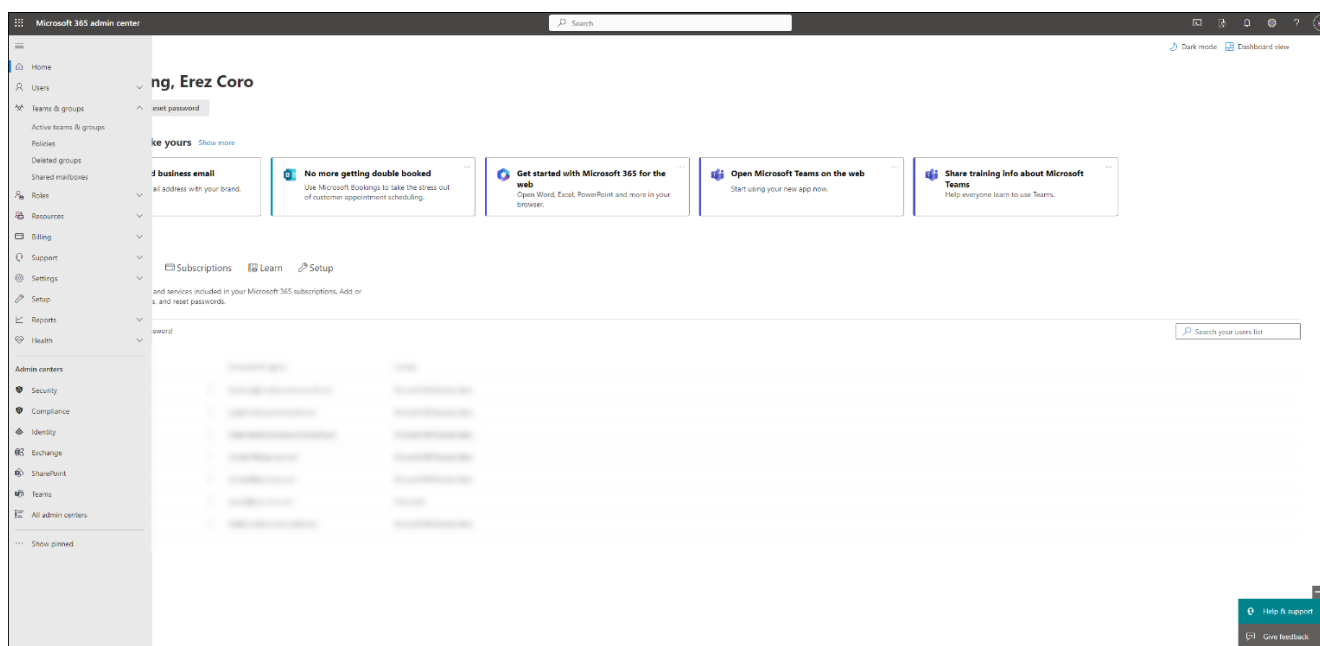 Microsoft 365 admin center
Search
Dark mode
Dashboard view
Home
Users
Teams & groups
Active teams & groups
Policies
Deleted groups
Shared mailboxes
Roles
Resources
Billing
Support
Settings
Setup
Reports
Health
Admin centers
Security
Compliance
Identity
Exchange
SharePoint
Teams
All admin centers
Show pinned
ng, Erez Coro
eset password
ke yours Show more
d business email
ail address with your brand.
No more getting double booked
Use Microsoft Bookings to take the stress out
of customer appointment scheduling.
Get started with Microsoft 365 for the
web
Open Word, Excel, PowerPoint and more in your
browser.
Open Microsoft Teams on the web
Start using your new app now.
Share training info about Microsoft
Teams
Help everyone learn to use Teams.
Subscriptions
Learn
Setup
and services included in your Microsoft 365 subscriptions. Add or
s, and reset passwords.
sword
Search your users list
Help & support
Give feedback